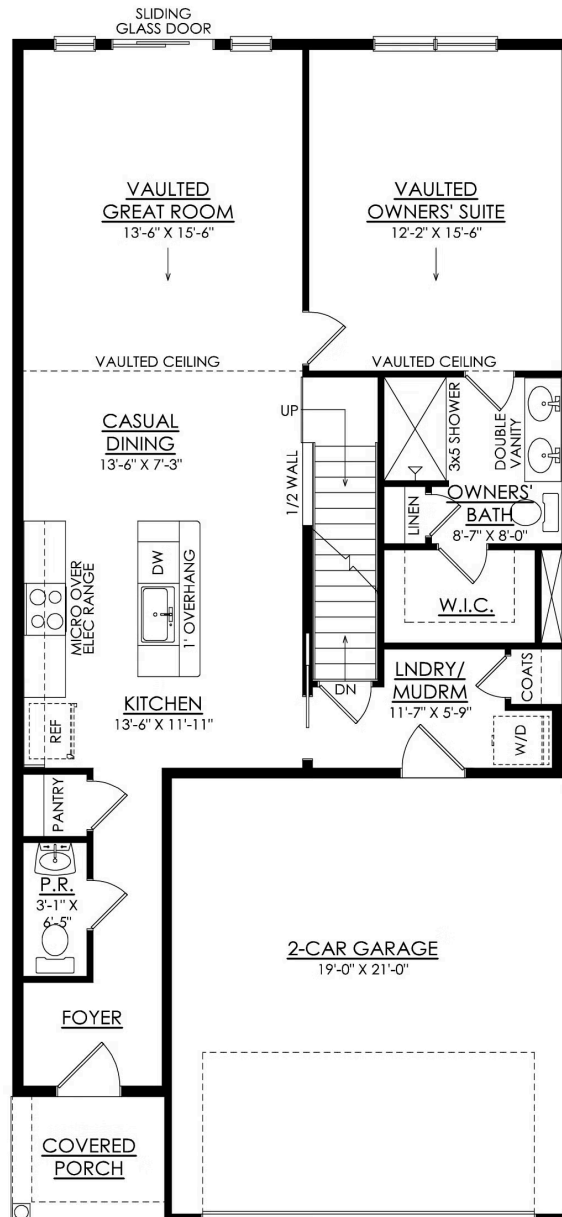 SLIDING
GLASS DOOR
VAULTED
GREAT ROOM
13'-6" X 15'-6"
VAULTED
OWNERS' SUITE
12'-2" X 15'-6"
VAULTED CEILING
VAULTED CEILING
CASUAL
DINING
13'-6" X 7'-3"
UP
1/2 WALL
3x5 SHOWER
DOUBLE
VANITY
LINEN
OWNERS'
BATH
8'-7" X 8'-0"
W.I.C.
MICRO OVER
ELEC RANGE
DW
1' OVERHANG
KITCHEN
13'-6" X 11'-11"
REF
DN
LNDRY/
MUDRM
11'-7" X 5'-9"
COATS
W/D
PANTRY
P.R.
3'-1" X
6'-5"
2-CAR GARAGE
19'-0" X 21'-0"
FOYER
COVERED
PORCH